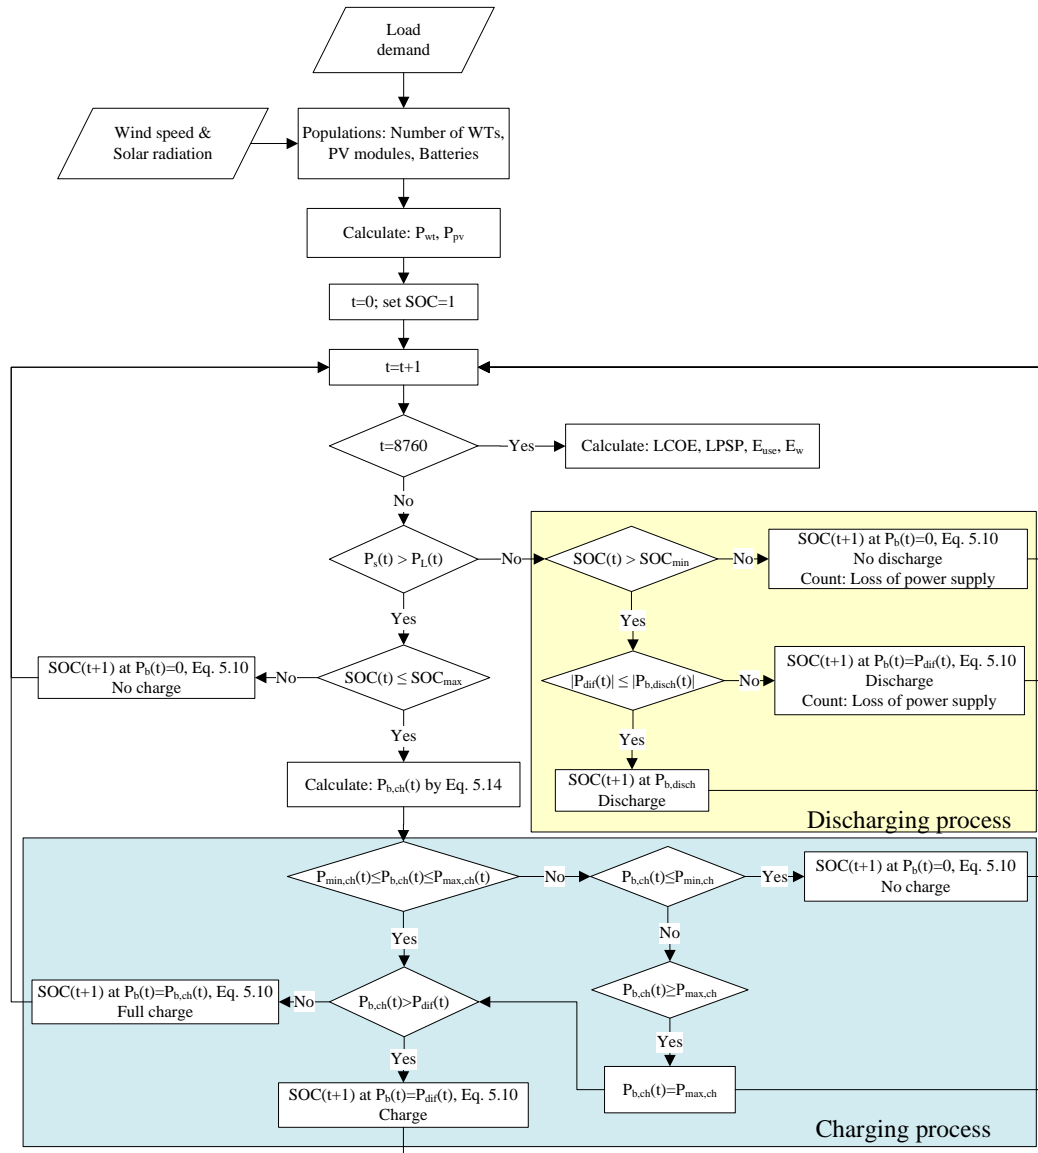 Load
demand
Wind speed &
Solar radiation
Populations: Number of WTs,
PV modules, Batteries
Calculate: P_wt, P_pv
t=0; set SOC=1
t=t+1
t=8760
Yes
Calculate: LCOE, LPSP, E_use, E_w
No
P_s(t) > P_L(t)
No
SOC(t) > SOC_min
No
SOC(t+1) at P_b(t)=0, Eq. 5.10
No discharge
Count: Loss of power supply
Yes
Yes
SOC(t+1) at P_b(t)=0, Eq. 5.10
No charge
No
SOC(t) ≤ SOC_max
|P_dif(t)| ≤ |P_b,disch(t)|
No
SOC(t+1) at P_b(t)=P_dif(t), Eq. 5.10
Discharge
Count: Loss of power supply
Yes
Yes
Calculate: P_b,ch(t) by Eq. 5.14
SOC(t+1) at P_b,disch
Discharge
Discharging process
P_min,ch(t)≤P_b,ch(t)≤P_max,ch(t)
No
P_b,ch(t)≤P_min,ch
Yes
SOC(t+1) at P_b(t)=0, Eq. 5.10
No charge
Yes
No
SOC(t+1) at P_b(t)=P_b,ch(t), Eq. 5.10
Full charge
No
P_b,ch(t)>P_dif(t)
P_b,ch(t)≥P_max,ch
Yes
Yes
SOC(t+1) at P_b(t)=P_dif(t), Eq. 5.10
Charge
P_b,ch(t)=P_max,ch
Charging process